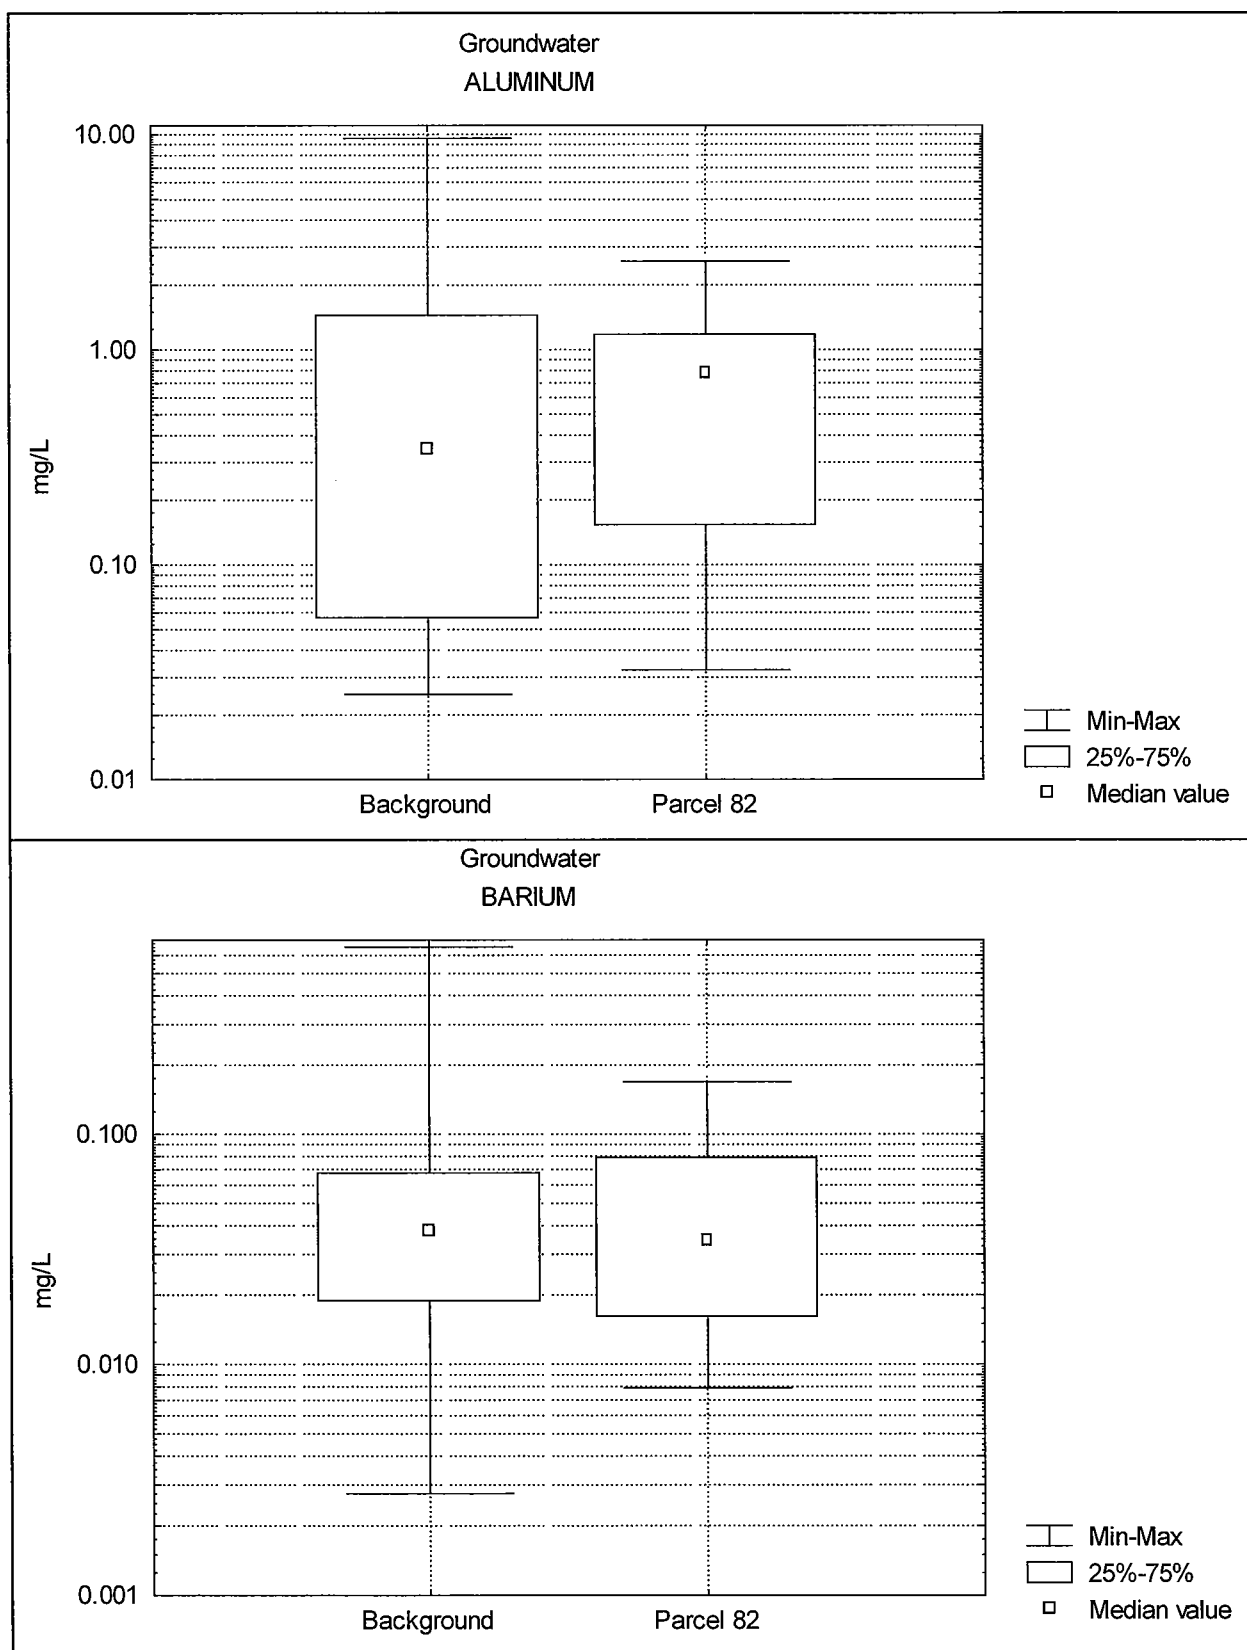 Groundwater
ALUMINUM
10.00
1.00
mg/L
0.10
0.01
Background Parcel 82
Min-Max
25%-75%
Median value
Groundwater
BARIUM
0.100
mg/L
0.010
0.001
Background Parcel 82
Min-Max
25%-75%
Median value